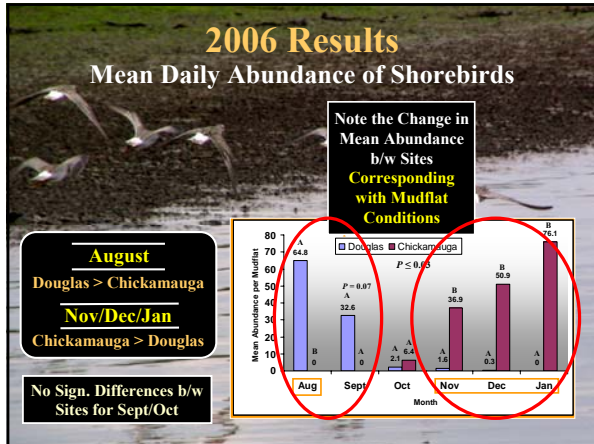 2006 Results
Mean Daily Abundance of Shorebirds
Note the Change in
Mean Abundance
b/w Sites
Corresponding
with Mudflat
Conditions
August
Douglas > Chickamauga
Nov/Dec/Jan
Chickamauga > Douglas
No Sign. Differences b/w
Sites for Sept/Oct
Douglas Chickamauga
P ≤ 0.05
P = 0.07
Mean Abundance per Mudflat
80
70
60
50
40
30
20
10
0
A
64.8
B
0
A
32.6
A
0
A
2.1
A
6.4
A
1.6
B
36.9
A
0.3
B
50.9
A
0
B
76.1
Aug Sept Oct Nov Dec Jan
Month